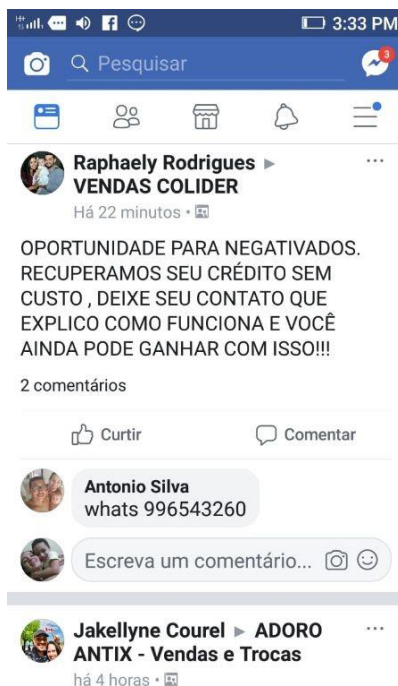 3:33 PM
Pesquisar
3
Raphaely Rodrigues ▶
VENDAS COLIDER
Há 22 minutos •
OPORTUNIDADE PARA NEGATIVADOS.
RECUPERAMOS SEU CRÉDITO SEM
CUSTO , DEIXE SEU CONTATO QUE
EXPLICO COMO FUNCIONA E VOCÊ
AINDA PODE GANHAR COM ISSO!!!
2 comentários
Curtir Comentar
Antonio Silva
whats 996543260
Escreva um comentário...
Jakellyne Courel ▶ ADORO
ANTIX - Vendas e Trocas
há 4 horas •